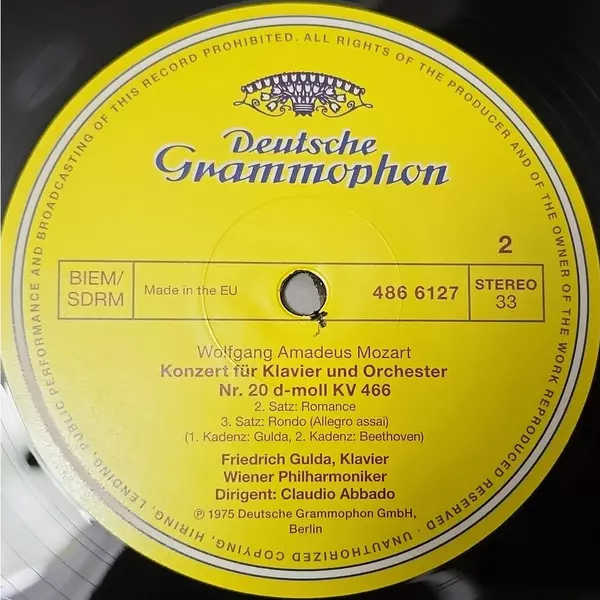 ALL RIGHTS OF THE PRODUCER AND OF THE OWNER OF THE WORK REPRODUCED RESERVED · UNAUTHORIZED COPYING, HIRING, LENDING, PUBLIC PERFORMANCE AND BROADCASTING OF THIS RECORD PROHIBITED.
Deutsche
Grammophon
2
BIEM/
SDRM
Made in the EU
486 6127
STEREO
33
Wolfgang Amadeus Mozart
Konzert für Klavier und Orchester
Nr. 20 d-moll KV 466
2. Satz: Romance
3. Satz: Rondo (Allegro assai)
(1. Kadenz: Gulda, 2. Kadenz: Beethoven)
Friedrich Gulda, Klavier
Wiener Philharmoniker
Dirigent: Claudio Abbado
℗ 1975 Deutsche Grammophon GmbH,
Berlin